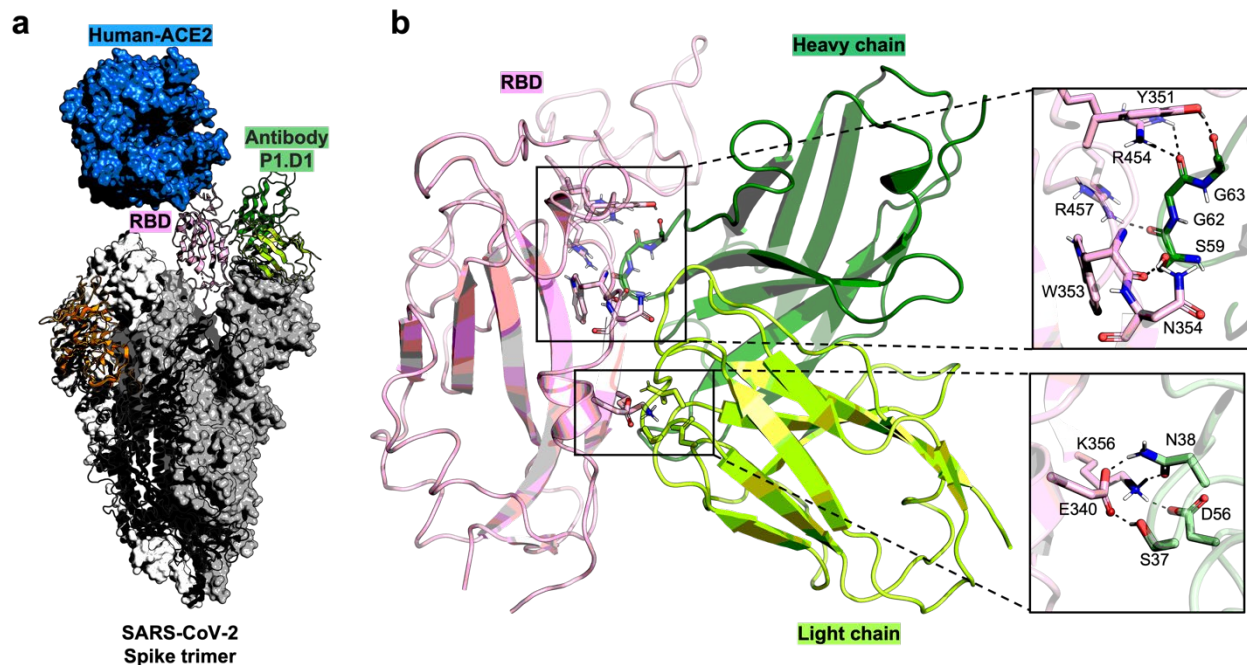 a
Human-ACE2
Antibody
P1.D1
RBD
SARS-CoV-2
Spike trimer
b
RBD
Heavy chain
Light chain
Y351
R454
G63
R457
G62
S59
W353
N354
K356
N38
E340
D56
S37